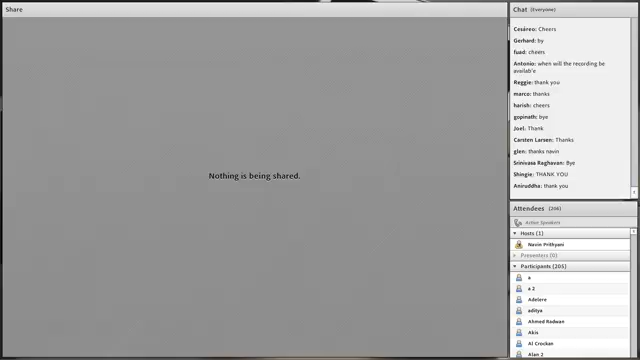 Share
Nothing is being shared.
Chat (Everyone)
Cesáreo: Cheers
Gerhard: by
fuad: cheers
Antonio: when will the recording be
availab'e
Reggie: thank you
marco: thanks
harish: cheers
gopinath: bye
Joel: Thank
Carsten Larsen: Thanks
glen: thanks navin
Srinivasa Raghavan: Bye
Shingie: THANK YOU
Aniruddha: thank you
Attendees (206)
Active Speakers
Hosts (1)
Navin Prithyani
Presenters (0)
Participants (205)
a
a 2
Adelere
aditya
Ahmed Radwan
Akis
Al Crockan
Alan 2